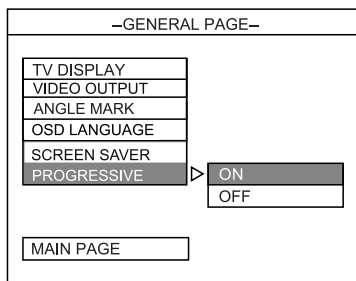 –GENERAL PAGE–
TV DISPLAY
VIDEO OUTPUT
ANGLE MARK
OSD LANGUAGE
SCREEN SAVER
PROGRESSIVE
ON
OFF
MAIN PAGE